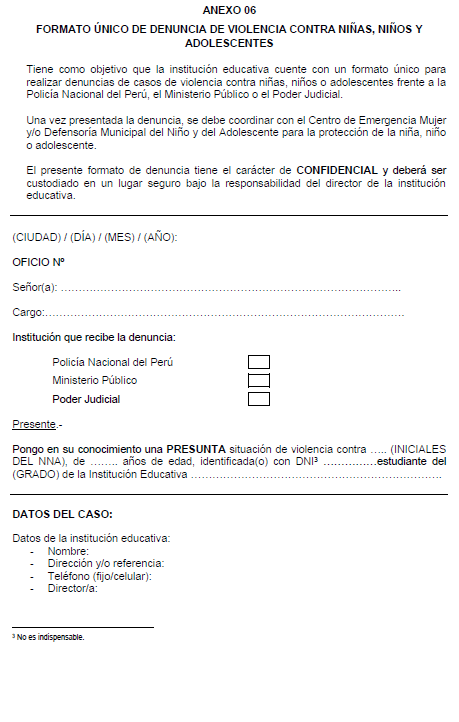 ANEXO 06
FORMATO ÚNICO DE DENUNCIA DE VIOLENCIA CONTRA NIÑAS, NIÑOS Y
ADOLESCENTES
Tiene como objetivo que la institución educativa cuente con un formato único para
realizar denuncias de casos de violencia contra niñas, niños o adolescentes frente a la
Policía Nacional del Perú, el Ministerio Público o el Poder Judicial.
Una vez presentada la denuncia, se debe coordinar con el Centro de Emergencia Mujer
y/o Defensoría Municipal del Niño y del Adolescente para la protección de la niña, niño
o adolescente.
El presente formato de denuncia tiene el carácter de CONFIDENCIAL y deberá ser
custodiado en un lugar seguro bajo la responsabilidad del director de la institución
educativa.
(CIUDAD) / (DÍA) / (MES) / (AÑO):
OFICIO Nº
Señor(a): …………………………………………………………………………………..
Cargo:…………………………………………………………………………………………
Institución que recibe la denuncia:
Policía Nacional del Perú
Ministerio Público
Poder Judicial
Presente.-
Pongo en su conocimiento una PRESUNTA situación de violencia contra ….. (INICIALES
DEL NNA), de …….. años de edad, identificada(o) con DNI³ ……………estudiante del
(GRADO) de la Institución Educativa …………………………………………………………….
DATOS DEL CASO:
Datos de la institución educativa:
- Nombre:
- Dirección y/o referencia:
- Teléfono (fijo/celular):
- Director/a:
³ No es indispensable.